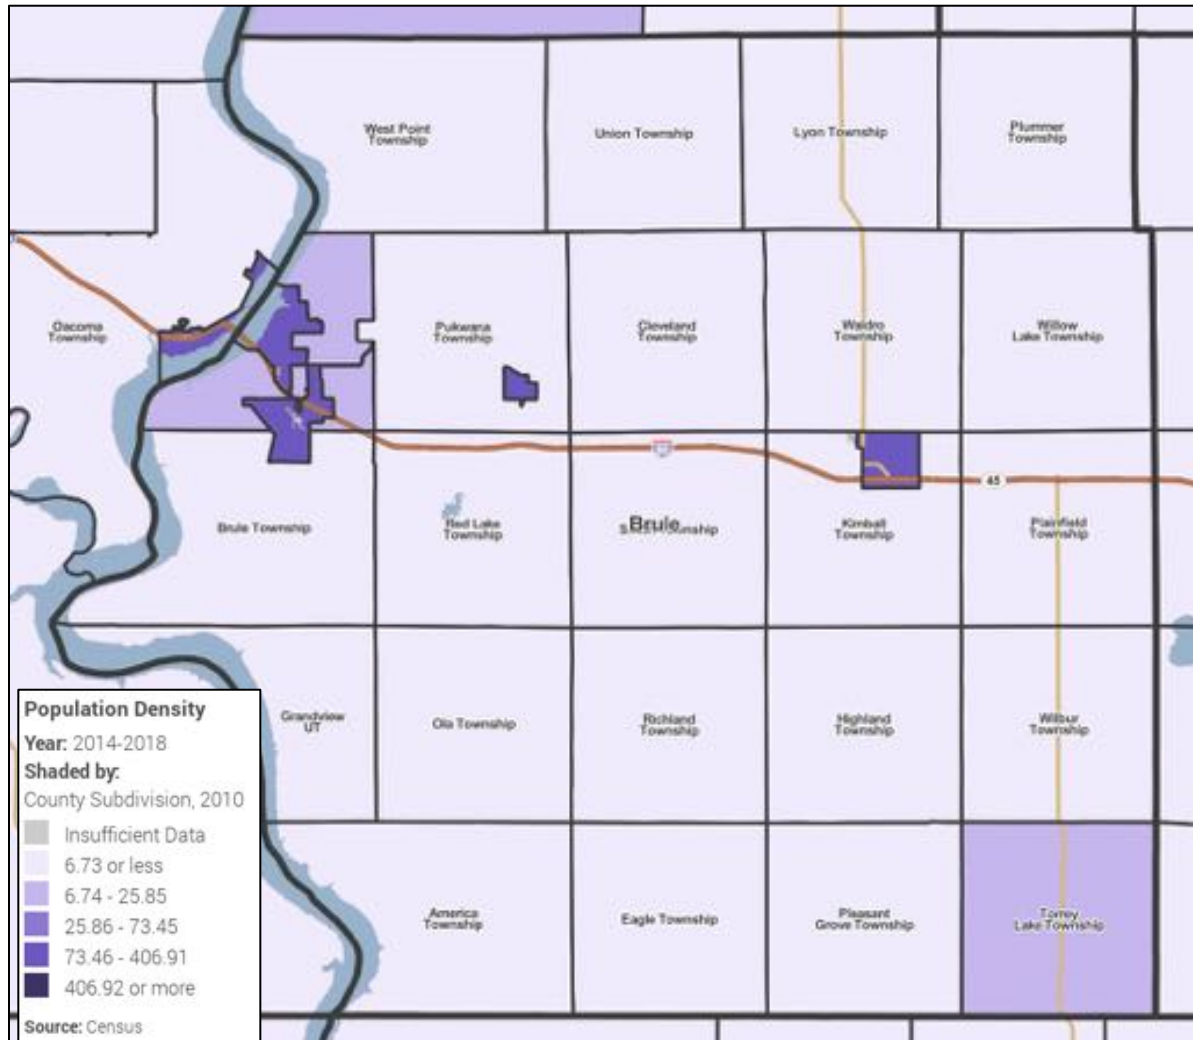 West Point
Township
Union Township
Lyon Township
Plummer
Township
Oacoma
Township
Pukwana
Township
Cleveland
Township
Waldro
Township
Willow
Lake Township
45
Brule Township
Red Lake
Township
Brule
Kimball
Township
Plainfield
Township
Grandview
UT
Ola Township
Richland
Township
Highland
Township
Wilbur
Township
America
Township
Eagle Township
Pleasant
Grove Township
Torrey
Lake Township
Population Density
Year: 2014-2018
Shaded by:
County Subdivision, 2010
Insufficient Data
6.73 or less
6.74 - 25.85
25.86 - 73.45
73.46 - 406.91
406.92 or more
Source: Census